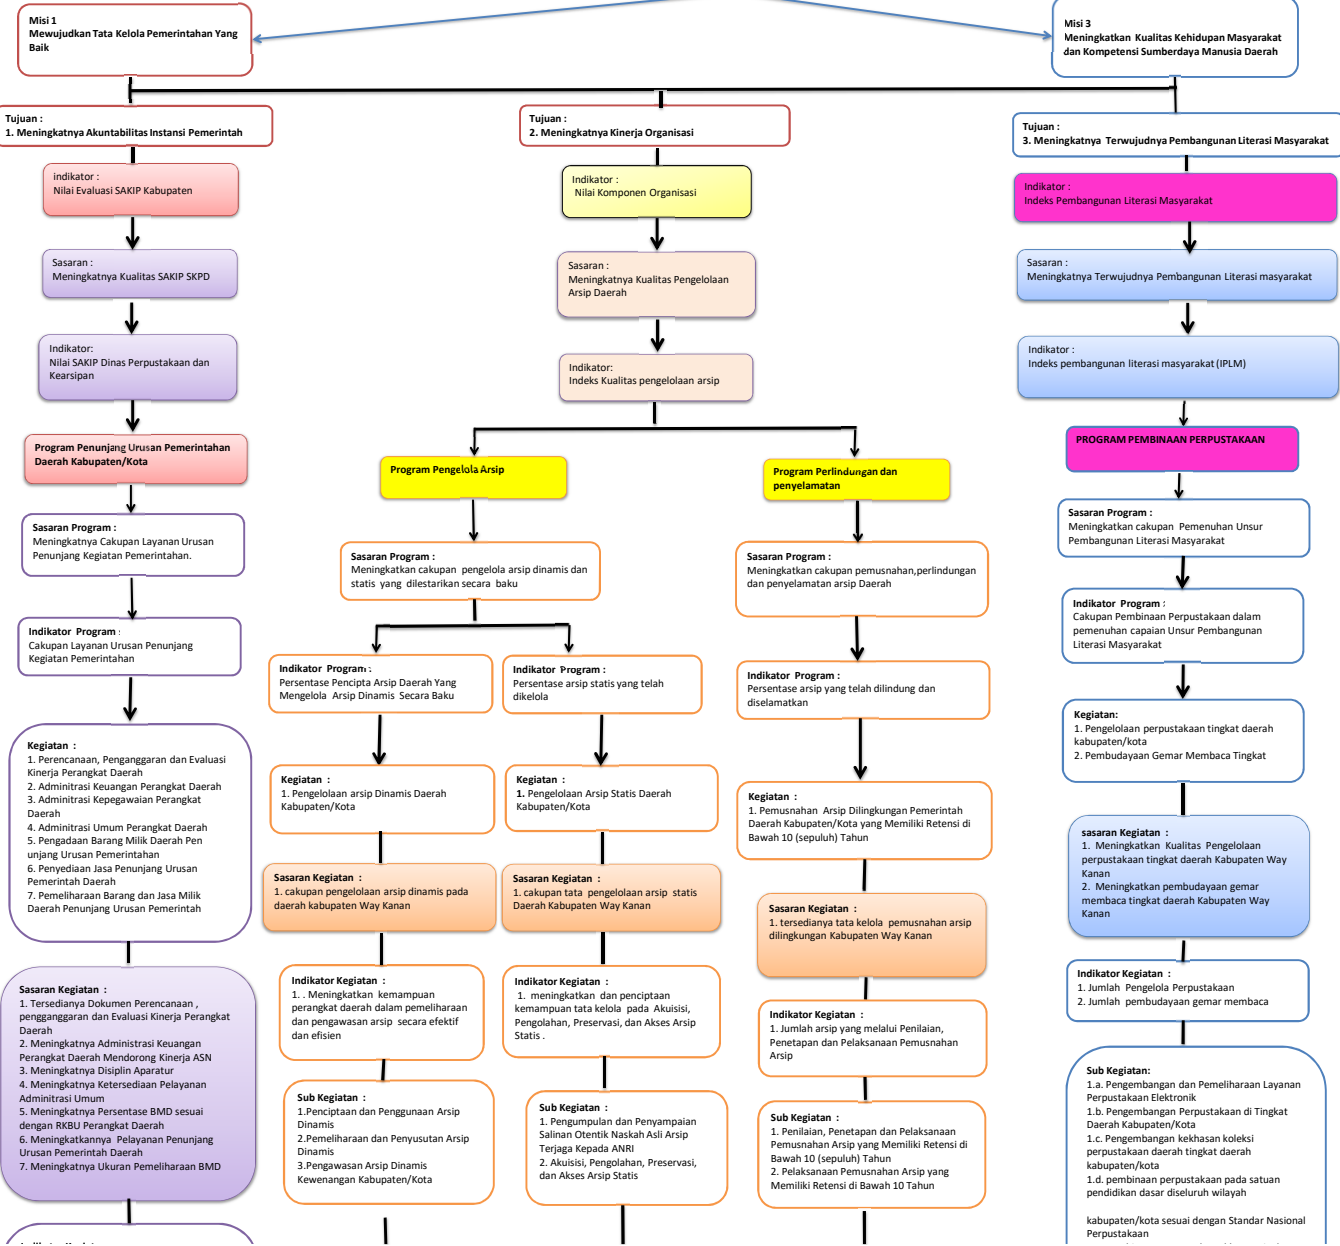 Misi 1
Mewujudkan Tata Kelola Pemerintahan Yang
Baik
Misi 3
Meningkatkan Kualitas Kehidupan Masyarakat
dan Kompetensi Sumberdaya Manusia Daerah
Tujuan :
1. Meningkatnya Akuntabilitas Instansi Pemerintah
Tujuan :
2. Meningkatnya Kinerja Organisasi
Tujuan :
3. Meningkatnya Terwujudnya Pembangunan Literasi Masyarakat
indikator :
Nilai Evaluasi SAKIP Kabupaten
Indikator :
Nilai Komponen Organisasi
Indikator :
Indeks Pembangunan Literasi Masyarakat
Sasaran :
Meningkatnya Kualitas SAKIP SKPD
Sasaran :
Meningkatnya Kualitas Pengelolaan
Arsip Daerah
Sasaran :
Meningkatnya Terwujudnya Pembangunan Literasi masyarakat
Indikator:
Nilai SAKIP Dinas Perpustakaan dan
Kearsipan
Indikator:
Indeks Kualitas pengelolaan arsip
Indikator :
Indeks pembangunan literasi masyarakat (IPLM)
Program Penunjang Urusan Pemerintahan
Daerah Kabupaten/Kota
Program Pengelola Arsip
Program Perlindungan dan
penyelamatan
PROGRAM PEMBINAAN PERPUSTAKAAN
Sasaran Program :
Meningkatnya Cakupan Layanan Urusan
Penunjang Kegiatan Pemerintahan.
Sasaran Program :
Meningkatkan cakupan pengelola arsip dinamis dan
statis yang dilestarikan secara baku
Sasaran Program :
Meningkatkan cakupan pemusnahan,perlindungan
dan penyelamatan arsip Daerah
Sasaran Program :
Meningkatkan cakupan Pemenuhan Unsur
Pembangunan Literasi Masyarakat
Indikator Program :
Cakupan Layanan Urusan Penunjang
Kegiatan Pemerintahan
Indikator Program :
Persentase Pencipta Arsip Daerah Yang
Mengelola Arsip Dinamis Secara Baku
Indikator Program :
Persentase arsip statis yang telah
dikelola
Indikator Program :
Persentase arsip yang telah dilindung dan
diselamatkan
Indikator Program :
Cakupan Pembinaan Perpustakaan dalam
pemenuhan capaian Unsur Pembangunan
Literasi Masyarakat
Kegiatan :
1. Perencanaan, Penganggaran dan Evaluasi
Kinerja Perangkat Daerah
2. Adminitrasi Keuangan Perangkat Daerah
3. Adminitrasi Kepegawaian Perangkat
Daerah
4. Adminitrasi Umum Perangkat Daerah
5. Pengadaan Barang Milik Daerah Pen
unjang Urusan Pemerintahan
6. Penyediaan Jasa Penunjang Urusan
Pemerintah Daerah
7. Pemeliharaan Barang dan Jasa Milik
Daerah Penunjang Urusan Pemerintah
Kegiatan :
1. Pengelolaan arsip Dinamis Daerah
Kabupaten/Kota
Kegiatan :
1. Pengelolaan Arsip Statis Daerah
Kabupaten/Kota
Kegiatan :
1. Pemusnahan Arsip Dilingkungan Pemerintah
Daerah Kabupaten/Kota yang Memiliki Retensi di
Bawah 10 (sepuluh) Tahun
Kegiatan:
1. Pengelolaan perpustakaan tingkat daerah
kabupaten/kota
2. Pembudayaan Gemar Membaca Tingkat
Sasaran Kegiatan :
1. cakupan pengelolaan arsip dinamis pada
daerah kabupaten Way Kanan
Sasaran Kegiatan :
1. cakupan tata pengelolaan arsip statis
Daerah Kabupaten Way Kanan
Sasaran Kegiatan :
1. tersedianya tata kelola pemusnahan arsip
dilingkungan Kabupaten Way Kanan
sasaran Kegiatan :
1. Meningkatkan Kualitas Pengelolaan
perpustakaan tingkat daerah Kabupaten Way
Kanan
2. Meningkatkan pembudayaan gemar
membaca tingkat daerah Kabupaten Way
Kanan
Sasaran Kegiatan :
1. Tersedianya Dokumen Perencanaan ,
pengganggaran dan Evaluasi Kinerja Perangkat
Daerah
2. Meningkatnya Administrasi Keuangan
Perangkat Daerah Mendorong Kinerja ASN
3. Meningkatnya Disiplin Aparatur
4. Meningkatnya Ketersediaan Pelayanan
Adminitrasi Umum
5. Meningkatnya Persentase BMD sesuai
dengan RKBU Perangkat Daerah
6. Meningkatkannya Pelayanan Penunjang
Urusan Pemerintah Daerah
7. Meningkatnya Ukuran Pemeliharaan BMD
Indikator Kegiatan :
1. . Meningkatkan kemampuan
perangkat daerah dalam pemeliharaan
dan pengawasan arsip secara efektif
dan efisien
Indikator Kegiatan :
1. meningkatkan dan penciptaan
kemampuan tata kelola pada Akuisisi,
Pengolahan, Preservasi, dan Akses Arsip
Statis .
Indikator Kegiatan :
1. Jumlah arsip yang melalui Penilaian,
Penetapan dan Pelaksanaan Pemusnahan
Arsip
Indikator Kegiatan :
1. Jumlah Pengelola Perpustakaan
2. Jumlah pembudayaan gemar membaca
Sub Kegiatan :
1.Penciptaan dan Penggunaan Arsip
Dinamis
2.Pemeliharaan dan Penyusutan Arsip
Dinamis
3.Pengawasan Arsip Dinamis
Kewenangan Kabupaten/Kota
Sub Kegiatan :
1.Pengumpulan dan Penyampaian
Salinan Otentik Naskah Asli Arsip
Terjaga Kepada ANRI
2. Akuisisi, Pengolahan, Preservasi,
dan Akses Arsip Statis
Sub Kegiatan :
1. Penilaian, Penetapan dan Pelaksanaan
Pemusnahan Arsip yang Memiliki Retensi di
Bawah 10 (sepuluh) Tahun
2. Pelaksanaan Pemusnahan Arsip yang
Memiliki Retensi di Bawah 10 Tahun
Sub Kegiatan:
1.a. Pengembangan dan Pemeliharaan Layanan
Perpustakaan Elektronik
1.b. Pengembangan Perpustakaan di Tingkat
Daerah Kabupaten/Kota
1.c. Pengembangan kekhasan koleksi
perpustakaan daerah tingkat daerah
kabupaten/kota
1.d. pembinaan perpustakaan pada satuan
pendidikan dasar diseluruh wilayah
kabupaten/kota sesuai dengan Standar Nasional
Perpustakaan